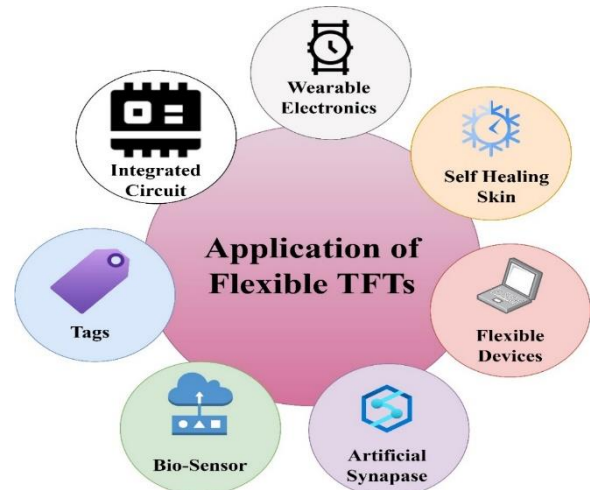 Application of
Flexible TFTs
Wearable
Electronics
Self Healing
Skin
Flexible
Devices
Artificial
Synapase
Bio-Sensor
Tags
Integrated
Circuit